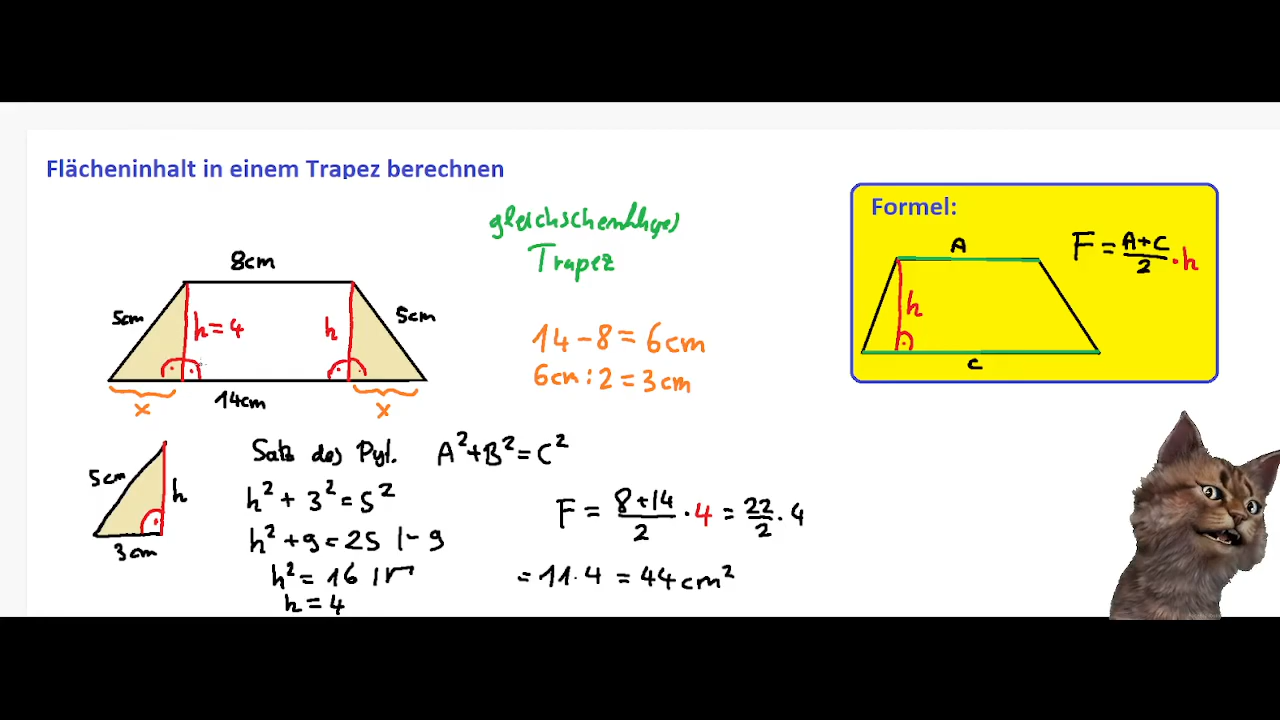 Flächeninhalt in einem Trapez berechnen
gleichschenkliges
Trapez
8cm
5cm
h=4
h
5cm
x
14cm
x
14-8=6cm
6cm:2=3cm
Formel:
A
F=(A+C)/2·h
h
C
5cm
h
3cm
Satz des Pyt. A²+B²=C²
h²+3²=5²
h²+9=25 |-9
h²=16 |√
h=4
F=(8+14)/2·4=22/2·4
=11·4=44cm²